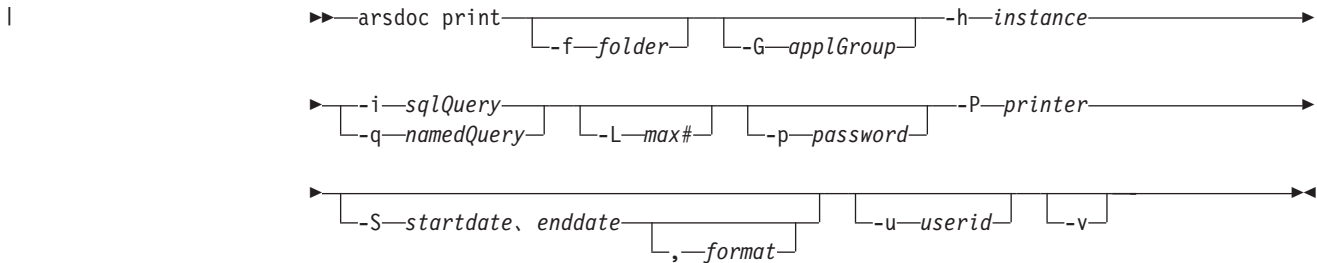 arsdoc print -f folder -G applGroup -h instance
-i sqlQuery
-q namedQuery -L max# -p password -P printer
-S startdate、enddate , format -u userid -v